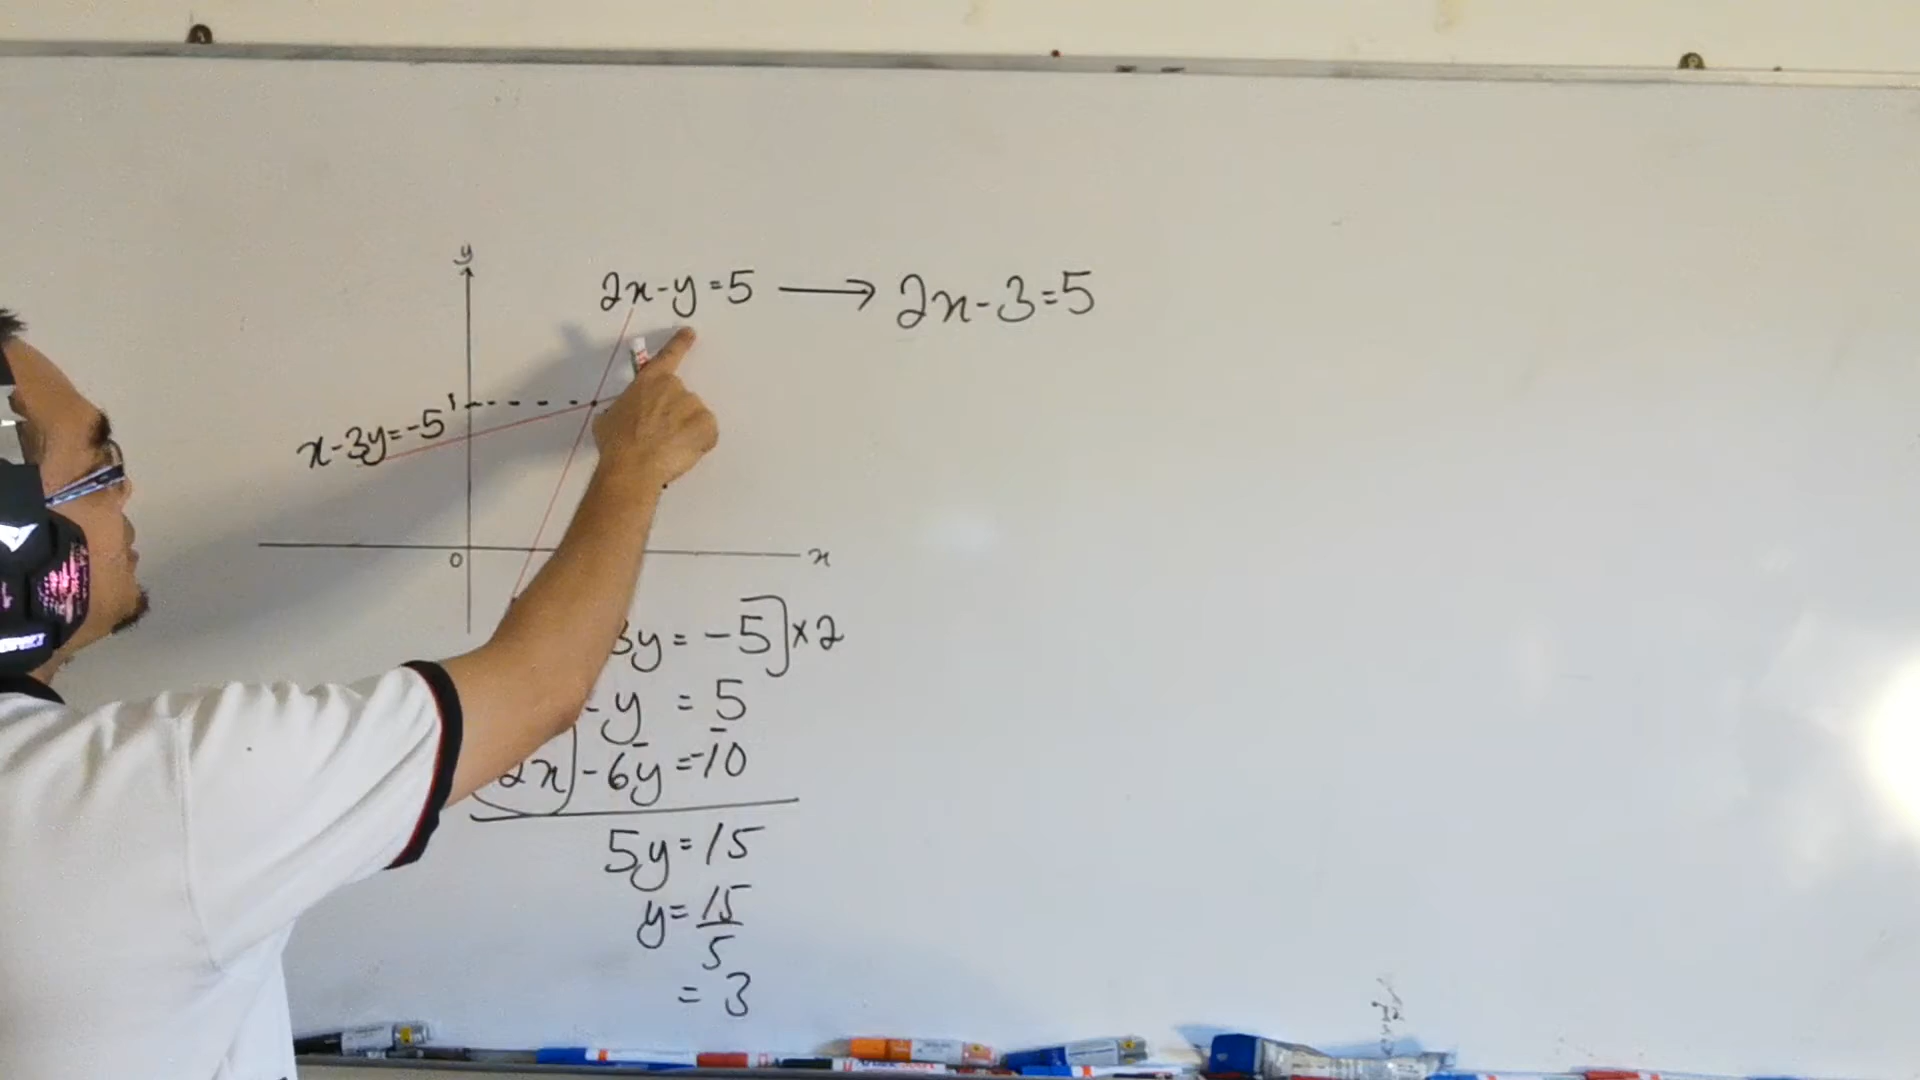 y
2x-y=5 → 2x-3=5
x-3y=-5
0
x
3y = -5]×2
- y = 5
2x - 6y = -10
5y = 15
y = 15/5
= 3